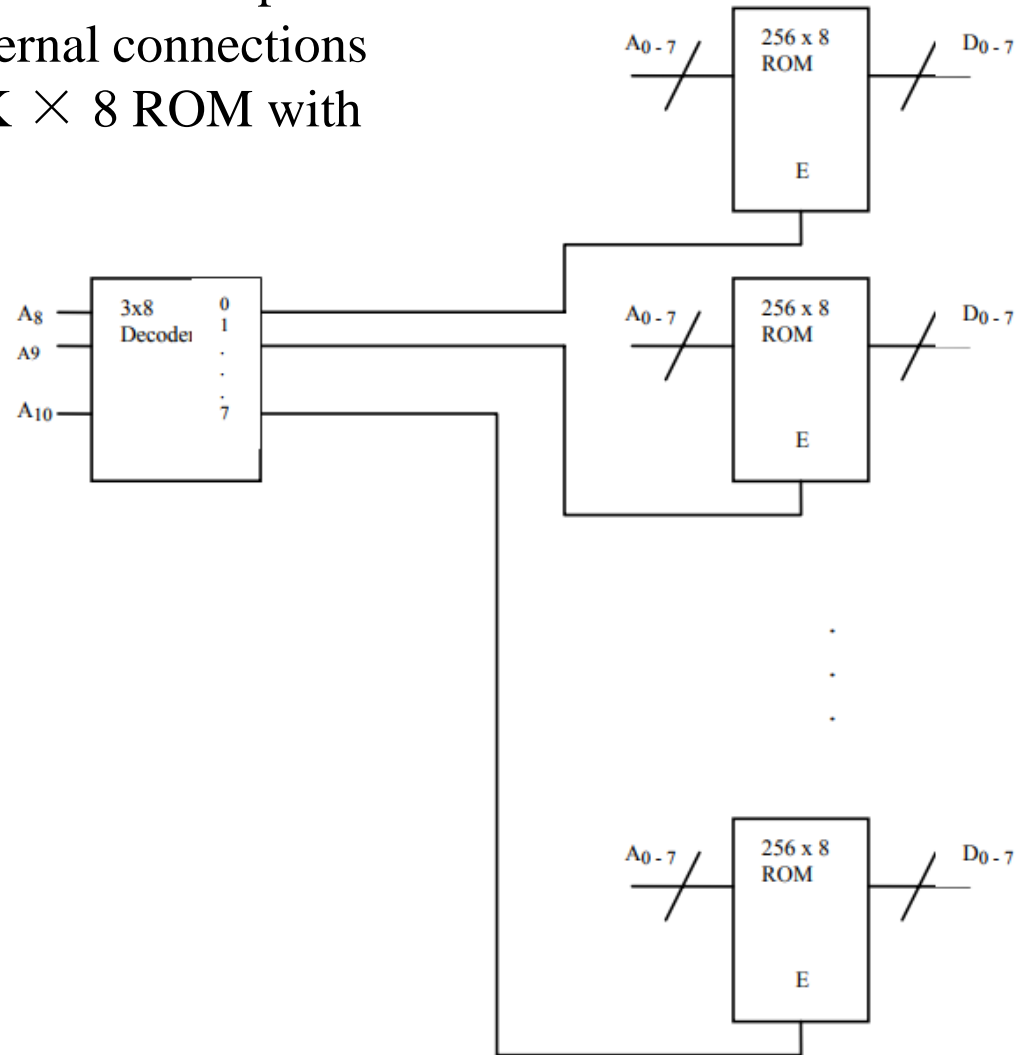 ernal connections
× 8 ROM with
A0 - 7
256 x 8
ROM
D0 - 7
E
A8
A9
A10
3x8
Decoder
0
1
.
.
.
7
A0 - 7
256 x 8
ROM
D0 - 7
E
.
.
.
A0 - 7
256 x 8
ROM
D0 - 7
E